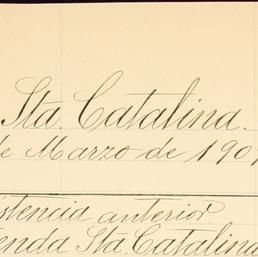 Sta. Catalina.
de Marzo de 190
istencia anterior
enda Sta. Catalina